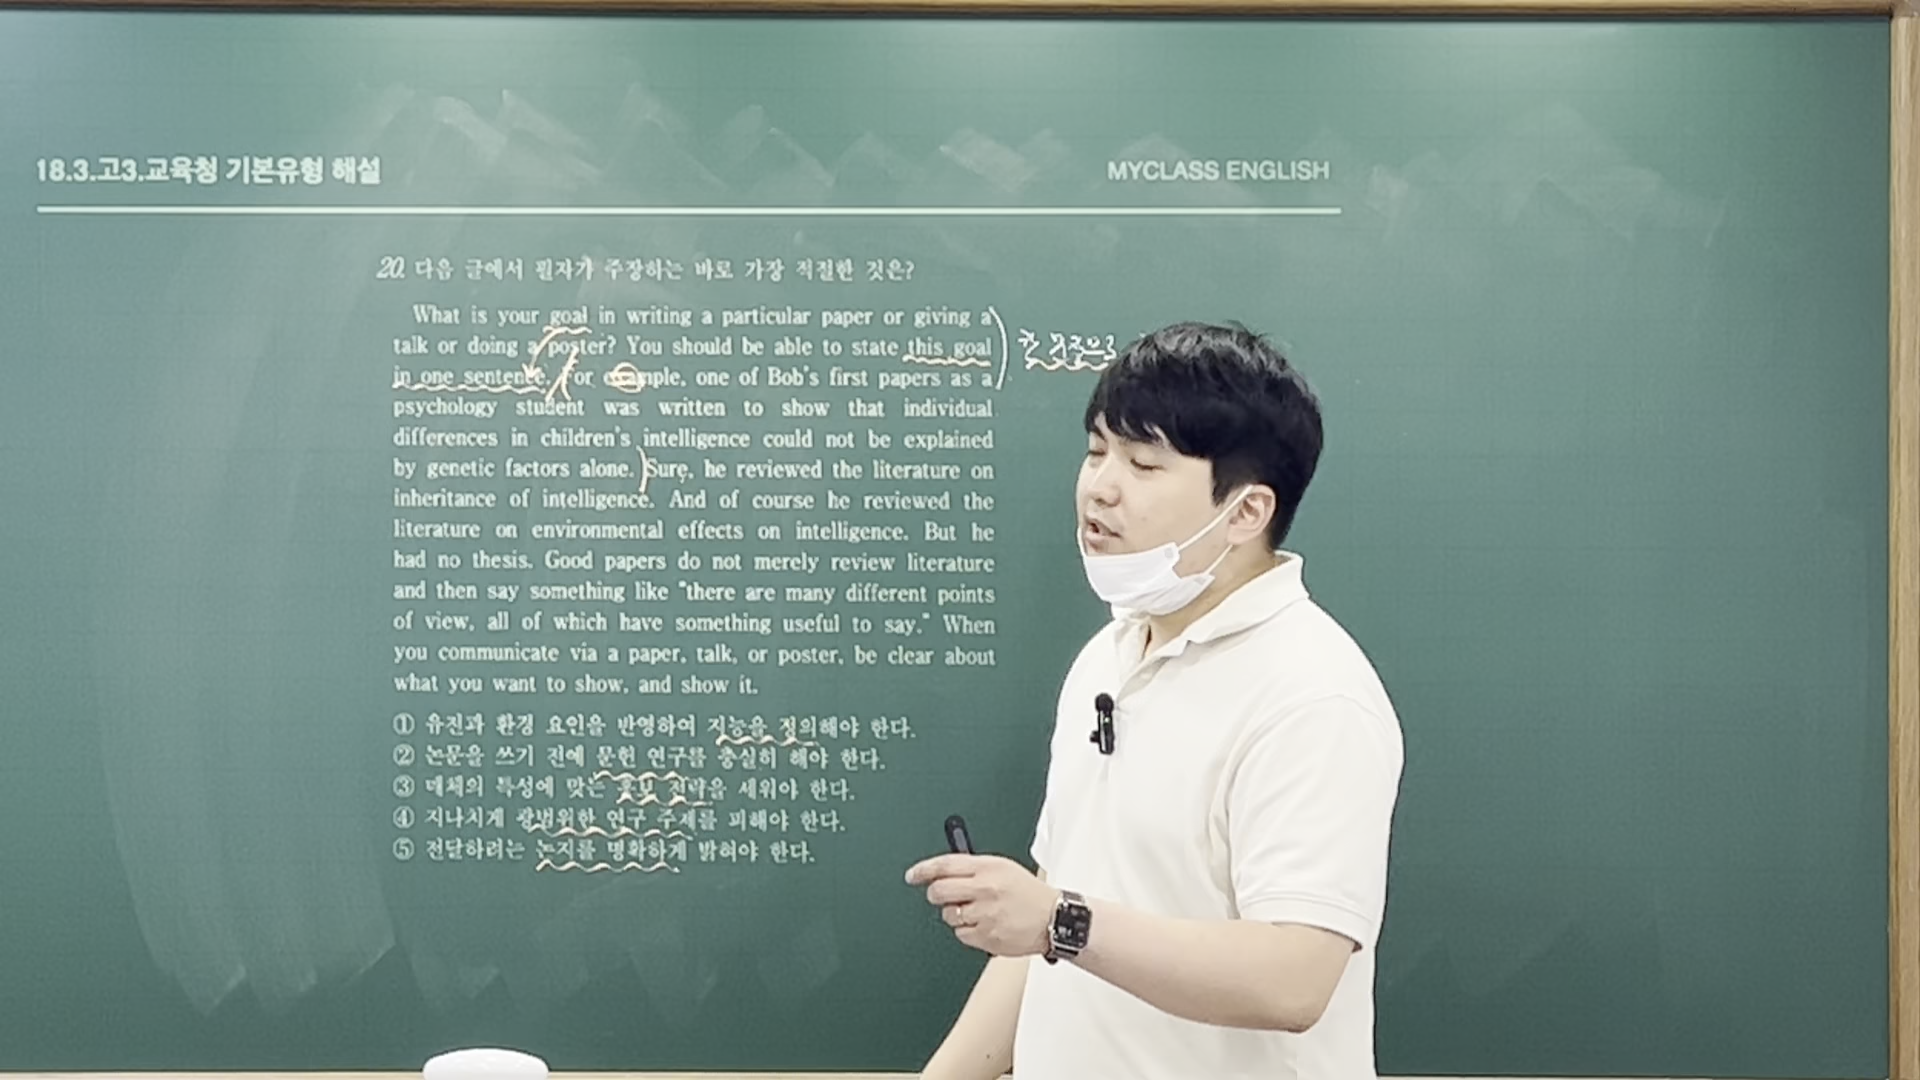 18.3.고3.교육청 기본유형 해설
MYCLASS ENGLISH
20. 다음 글에서 필자가 주장하는 바로 가장 적절한 것은?
What is your goal in writing a particular paper or giving a
talk or doing a poster? You should be able to state this goal
in one sentence. For example, one of Bob's first papers as a
psychology student was written to show that individual
differences in children's intelligence could not be explained
by genetic factors alone. Sure, he reviewed the literature on
inheritance of intelligence. And of course he reviewed the
literature on environmental effects on intelligence. But he
had no thesis. Good papers do not merely review literature
and then say something like "there are many different points
of view, all of which have something useful to say." When
you communicate via a paper, talk, or poster, be clear about
what you want to show, and show it.
① 유전과 환경 요인을 반영하여 지능을 정의해야 한다.
② 논문을 쓰기 전에 문헌 연구를 충실히 해야 한다.
③ 매체의 특성에 맞는 홍보 전략을 세워야 한다.
④ 지나치게 광범위한 연구 주제를 피해야 한다.
⑤ 전달하려는 논지를 명확하게 밝혀야 한다.